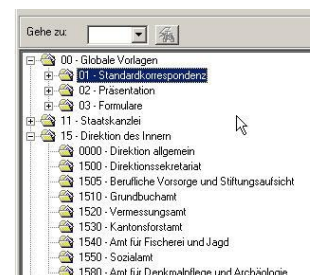 Gehe zu:
00 - Globale Vorlagen
01 - Standardkorrespondenz
02 - Präsentation
03 - Formulare
11 - Staatskanzlei
15 - Direktion des Innern
0000 - Direktion allgemein
1500 - Direktionssekretariat
1505 - Berufliche Vorsorge und Stiftungsaufsicht
1510 - Grundbuchamt
1520 - Vermessungsamt
1530 - Kantonsforstamt
1540 - Amt für Fischerei und Jagd
1550 - Sozialamt
1580 - Amt für Denkmalpflege und Archäologie